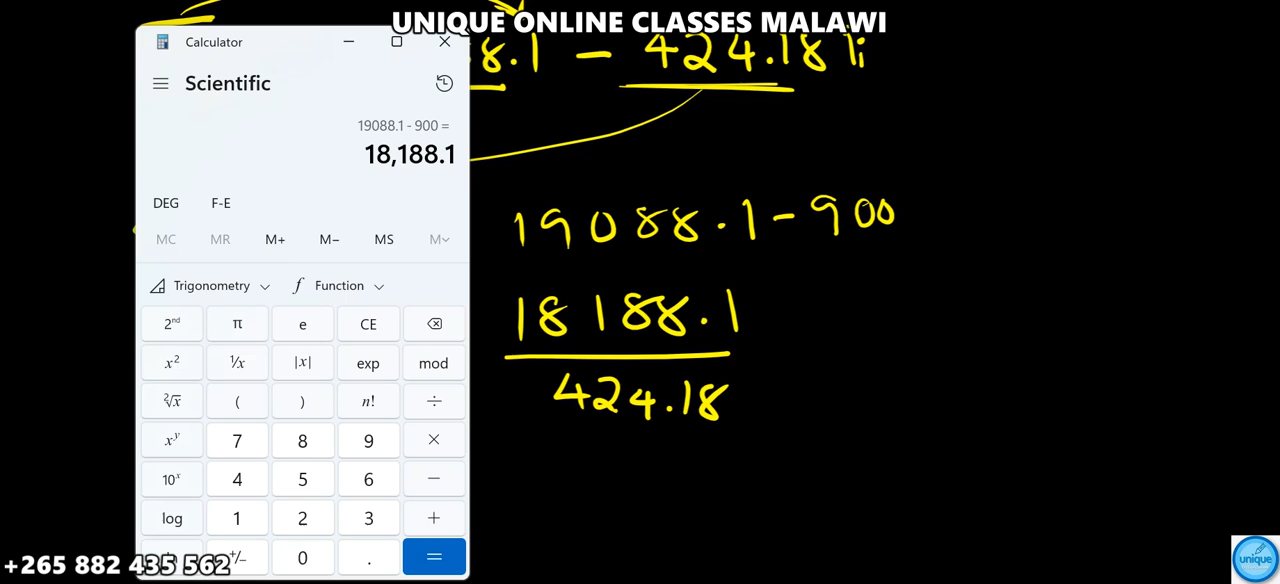 UNIQUE ONLINE CLASSES MALAWI
Calculator
8.1 - 424.18 i
Scientific
19088.1 - 900 =
18,188.1
DEG F-E
MC MR M+ M− MS M
Trigonometry f Function
2nd π e CE
x² ¹/x |x| exp mod
²√x ( ) n! ÷
xʸ 7 8 9 ×
10ˣ 4 5 6 −
log 1 2 3 +
+/− 0 . =
19088.1 - 900
18188.1
424.18
+265 882 435 562
unique